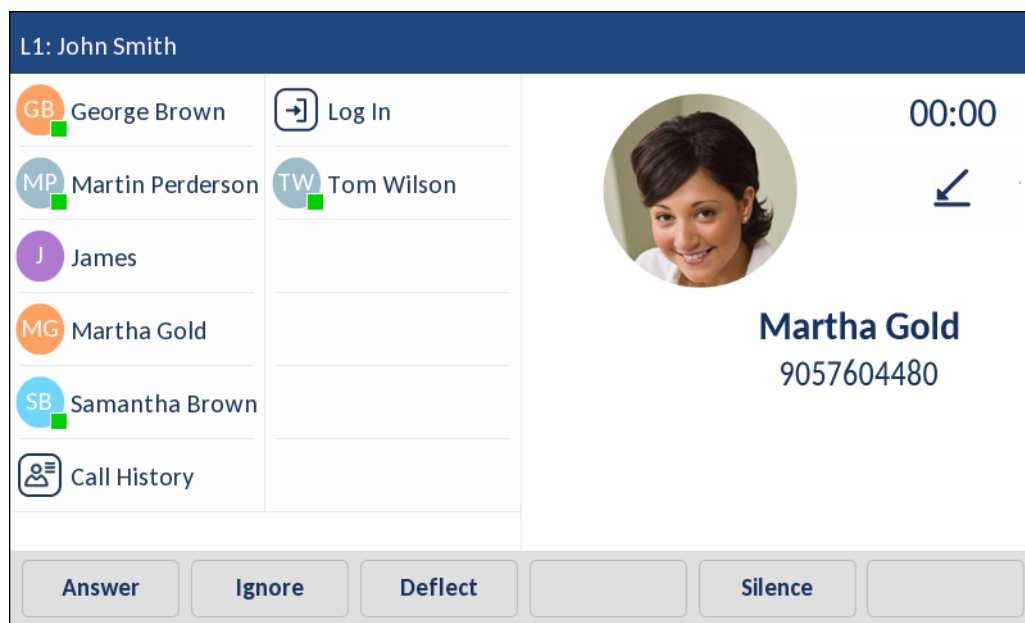 L1: John Smith
GB George Brown
MP Martin Perderson
J James
MG Martha Gold
SB Samantha Brown
Call History
Log In
TW Tom Wilson
00:00
Martha Gold
9057604480
Answer
Ignore
Deflect
Silence